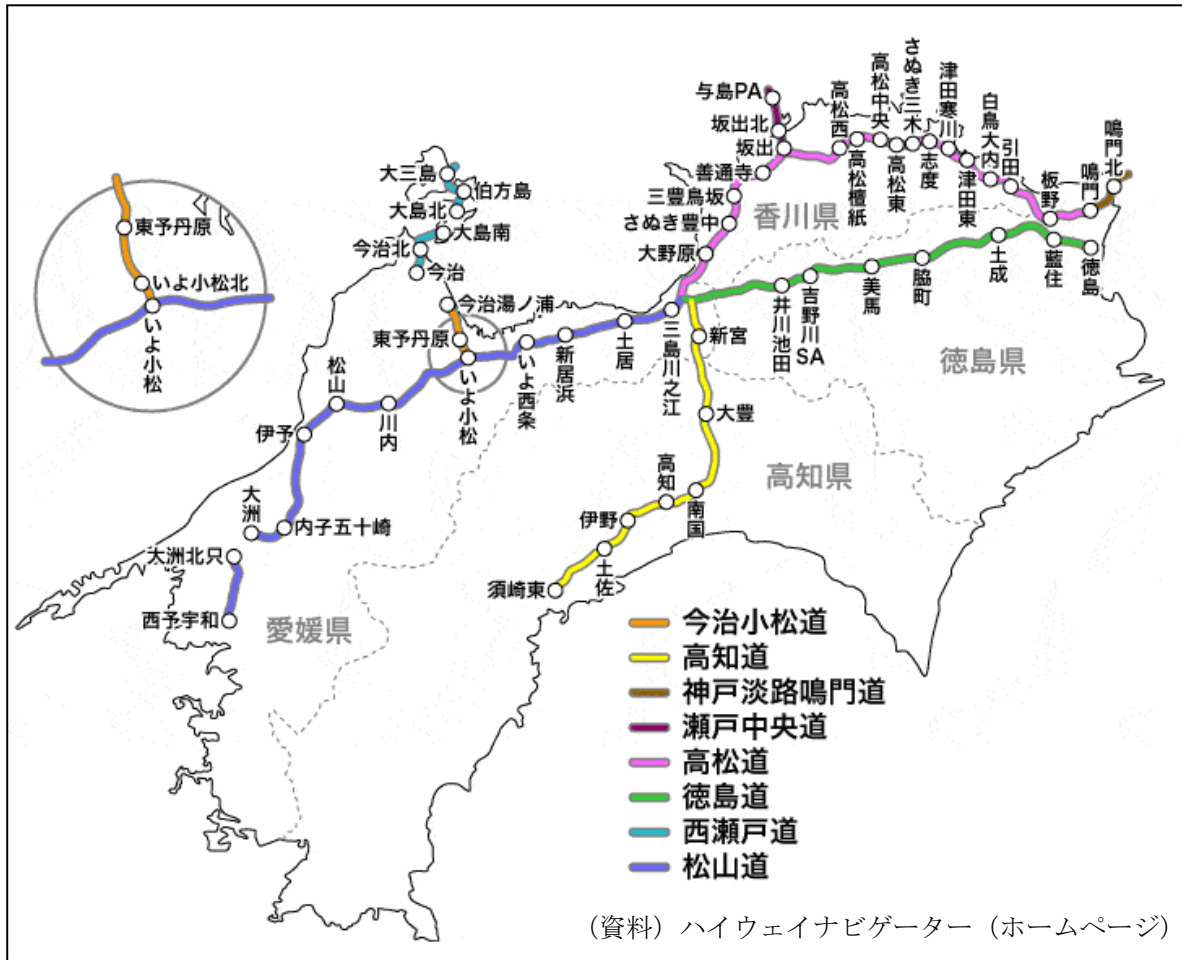 与島PA
坂出北
坂出
善通寺
三豊鳥坂
さぬき豊中
大野原
高松西
高松檀紙
高松中央
高松東
さぬき三木
志度
津田寒川
津田東
白鳥大内
引田
板野
鳴門
鳴門北
香川県
大三島
伯方島
大島北
大島南
今治北
今治
今治湯ノ浦
東予丹原
いよ小松
東予丹原
いよ小松北
いよ小松
いよ西条
新居浜
土居
三島川之江
井川池田
吉野川SA
美馬
脇町
土成
藍住
徳島
徳島県
新宮
大豊
高知県
南国
高知
伊野
土佐
須崎東
松山
川内
伊予
内子五十崎
大洲
大洲北只
西予宇和
愛媛県
今治小松道
高知道
神戸淡路鳴門道
瀬戸中央道
高松道
徳島道
西瀬戸道
松山道
(資料)ハイウェイナビゲーター(ホームページ)